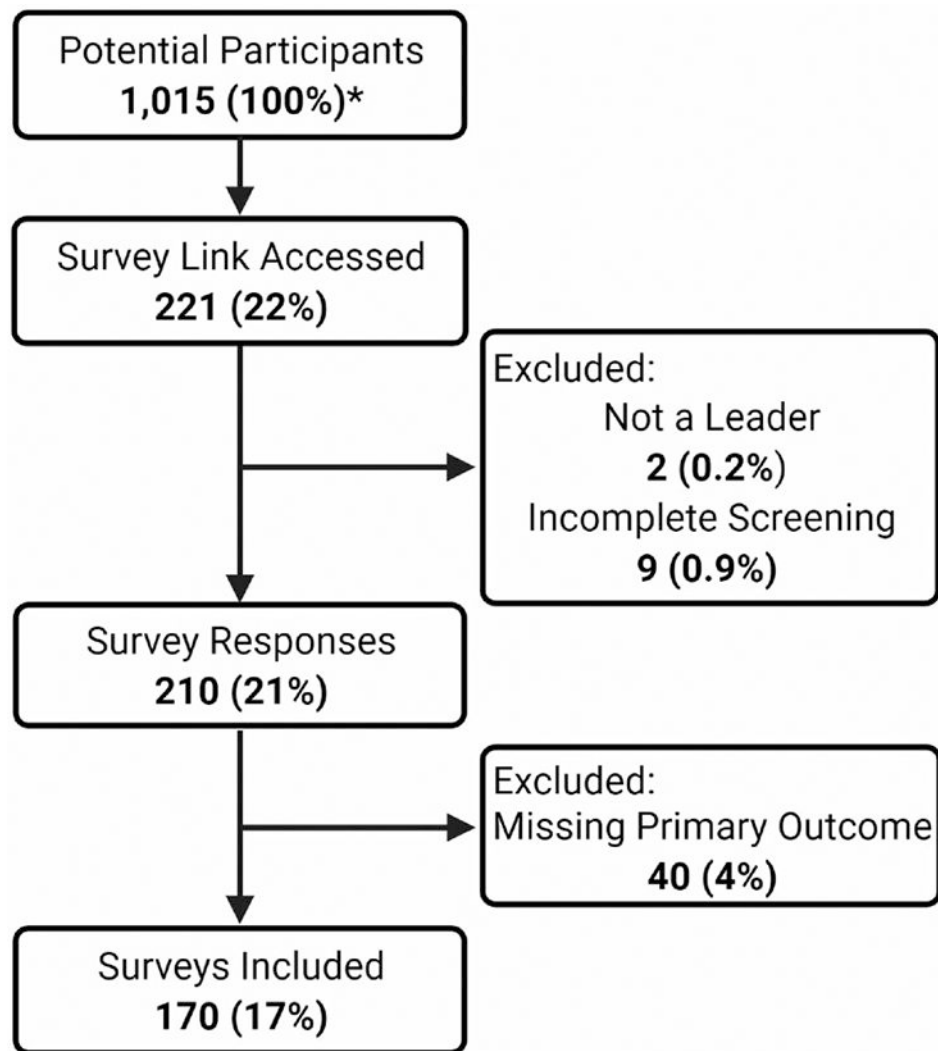 Potential Participants
1,015 (100%)*
Survey Link Accessed
221 (22%)
Excluded:
Not a Leader
2 (0.2%)
Incomplete Screening
9 (0.9%)
Survey Responses
210 (21%)
Excluded:
Missing Primary Outcome
40 (4%)
Surveys Included
170 (17%)